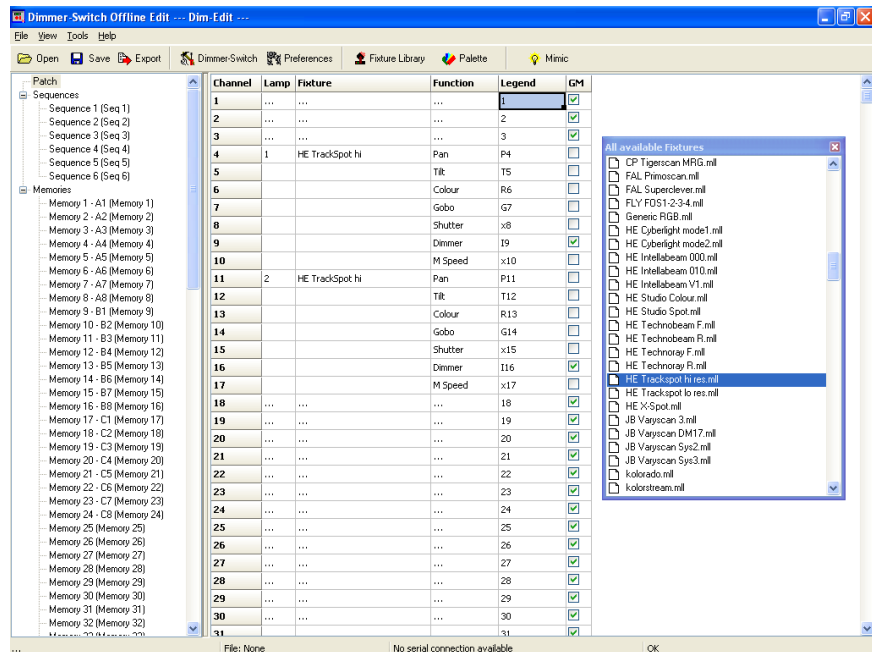 Dimmer-Switch Offline Edit --- Dim-Edit ---
File View Tools Help
Open Save Export Dimmer-Switch Preferences Fixture Library Palette Mimic
Patch
Sequences
Sequence 1 (Seq 1)
Sequence 2 (Seq 2)
Sequence 3 (Seq 3)
Sequence 4 (Seq 4)
Sequence 5 (Seq 5)
Sequence 6 (Seq 6)
Memories
Memory 1 - A1 (Memory 1)
Memory 2 - A2 (Memory 2)
Memory 3 - A3 (Memory 3)
Memory 4 - A4 (Memory 4)
Memory 5 - A5 (Memory 5)
Memory 6 - A6 (Memory 6)
Memory 7 - A7 (Memory 7)
Memory 8 - A8 (Memory 8)
Memory 9 - B1 (Memory 9)
Memory 10 - B2 (Memory 10)
Memory 11 - B3 (Memory 11)
Memory 12 - B4 (Memory 12)
Memory 13 - B5 (Memory 13)
Memory 14 - B6 (Memory 14)
Memory 15 - B7 (Memory 15)
Memory 16 - B8 (Memory 16)
Memory 17 - C1 (Memory 17)
Memory 18 - C2 (Memory 18)
Memory 19 - C3 (Memory 19)
Memory 20 - C4 (Memory 20)
Memory 21 - C5 (Memory 21)
Memory 22 - C6 (Memory 22)
Memory 23 - C7 (Memory 23)
Memory 24 - C8 (Memory 24)
Memory 25 (Memory 25)
Memory 26 (Memory 26)
Memory 27 (Memory 27)
Memory 28 (Memory 28)
Memory 29 (Memory 29)
Memory 30 (Memory 30)
Memory 31 (Memory 31)
Memory 32 (Memory 32)
Channel Lamp Fixture Function Legend GM
1 ... ... ... 1
2 ... ... ... 2
3 ... ... ... 3
4 1 HE TrackSpot hi Pan P4
5 Tilt T5
6 Colour R6
7 Gobo G7
8 Shutter x8
9 Dimmer I9
10 M Speed x10
11 2 HE TrackSpot hi Pan P11
12 Tilt T12
13 Colour R13
14 Gobo G14
15 Shutter x15
16 Dimmer I16
17 M Speed x17
18 ... ... ... 18
19 ... ... ... 19
20 ... ... ... 20
21 ... ... ... 21
22 ... ... ... 22
23 ... ... ... 23
24 ... ... ... 24
25 ... ... ... 25
26 ... ... ... 26
27 ... ... ... 27
28 ... ... ... 28
29 ... ... ... 29
30 ... ... ... 30
31 31
All available Fixtures
CP Tigerscan MRG.mll
FAL Primoscan.mll
FAL Superclever.mll
FLY FOS1-2-3-4.mll
Generic RGB.mll
HE Cyberlight mode1.mll
HE Cyberlight mode2.mll
HE Intellabeam 000.mll
HE Intellabeam 010.mll
HE Intellabeam V1.mll
HE Studio Colour.mll
HE Studio Spot.mll
HE Technobeam F.mll
HE Technobeam R.mll
HE Technoray F.mll
HE Technoray R.mll
HE Trackspot hi res.mll
HE Trackspot lo res.mll
HE X-Spot.mll
JB Varyscan 3.mll
JB Varyscan DM17.mll
JB Varyscan Sys2.mll
JB Varyscan Sys3.mll
kolorado.mll
kolorstream.mll
... File: None No serial connection available OK